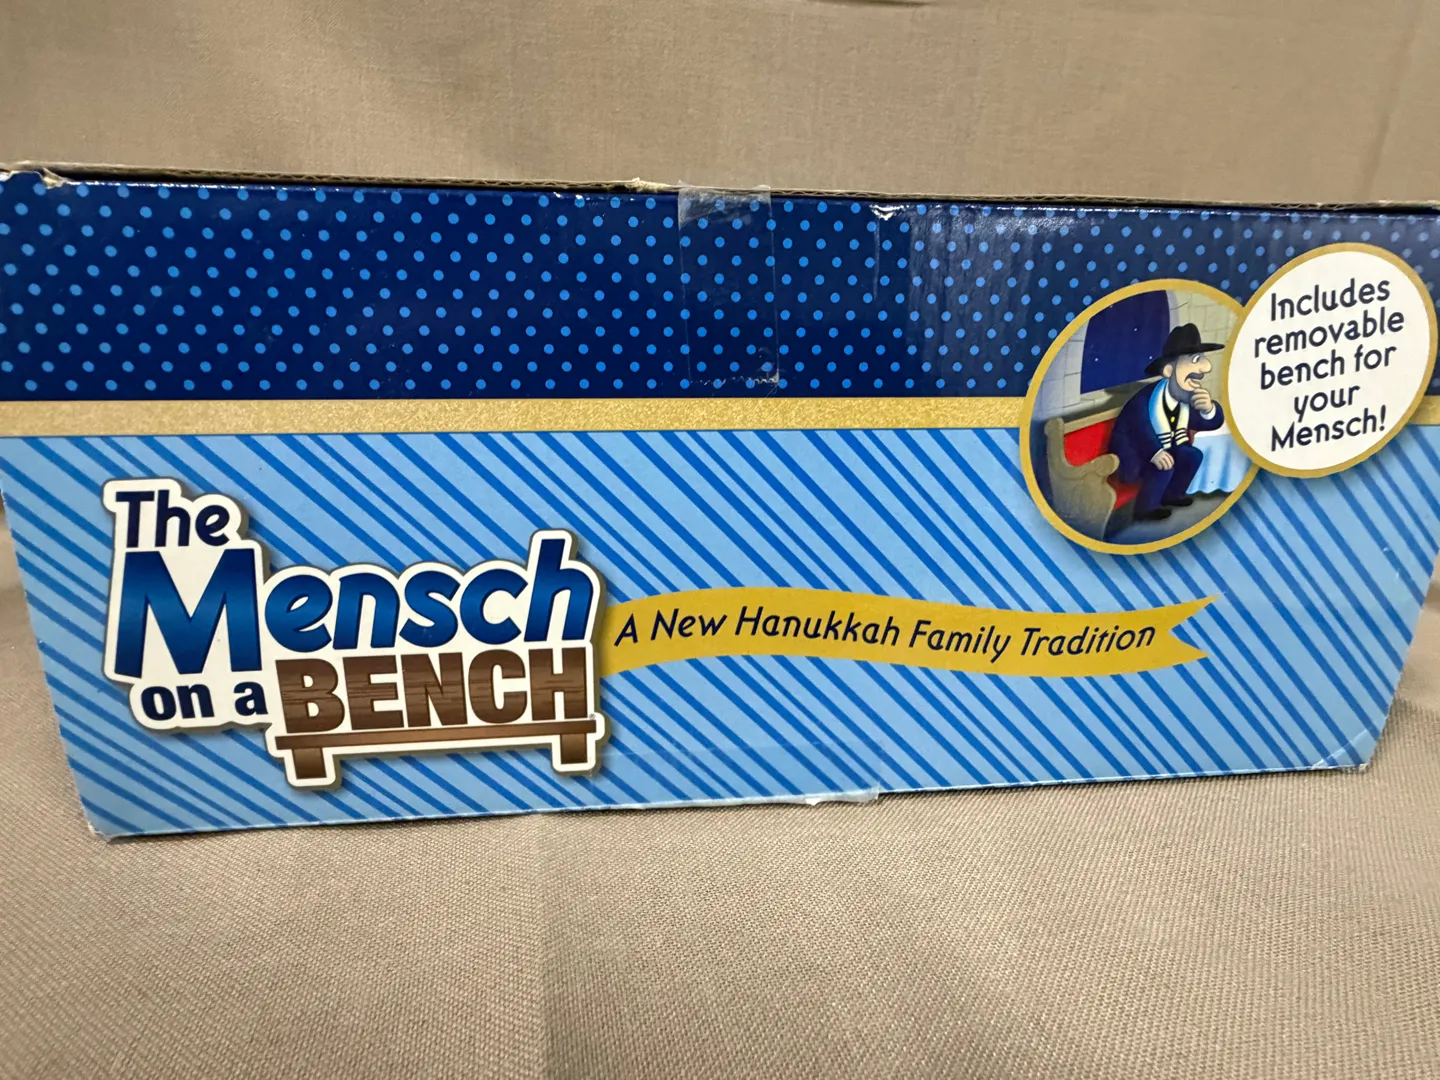 The
Mensch
on a BENCH
A New Hanukkah Family Tradition
Includes
removable
bench for
your
Mensch!